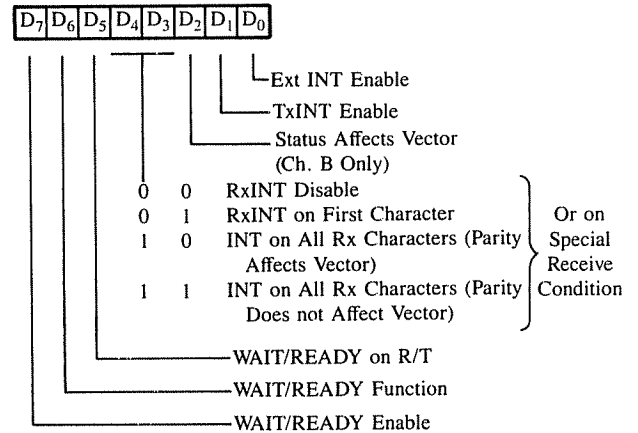 D7 D6 D5 D4 D3 D2 D1 D0
Ext INT Enable
TxINT Enable
Status Affects Vector
(Ch. B Only)
0 0 RxINT Disable
0 1 RxINT on First Character
1 0 INT on All Rx Characters (Parity
Affects Vector)
1 1 INT on All Rx Characters (Parity
Does not Affect Vector)
Or on
Special
Receive
Condition
WAIT/READY on R/T
WAIT/READY Function
WAIT/READY Enable